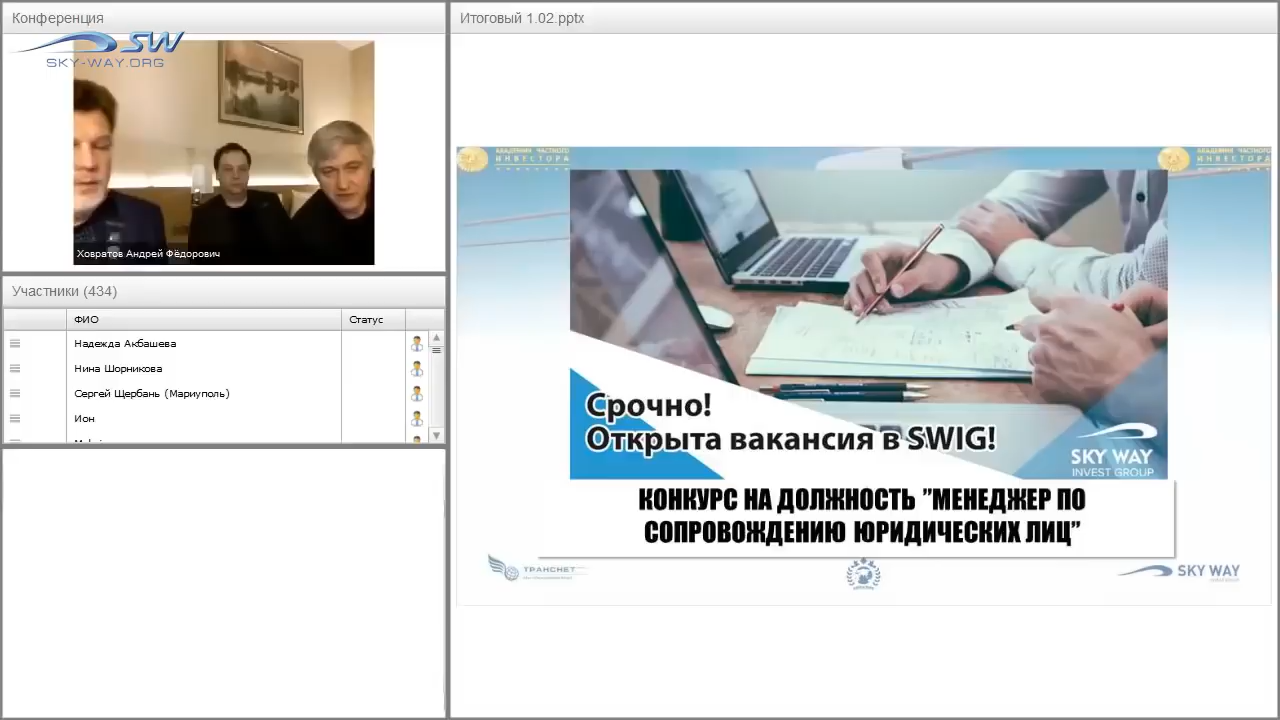 Конференция
SW
SKY-WAY.ORG
Ховратов Андрей Фёдорович
Участники (434)
ФИО
Статус
Надежда Акбашева
Нина Шорникова
Сергей Щёрбань (Мариуполь)
Ион
Итоговый 1.02.pptx
АКАДЕМИЯ ЧАСТНОГО
ИНВЕСТОРА
АКАДЕМИЯ ЧАСТНОГО
ИНВЕСТОРА
Срочно!
Открыта вакансия в SWIG!
SKY WAY
INVEST GROUP
КОНКУРС НА ДОЛЖНОСТЬ ”МЕНЕДЖЕР ПО
СОПРОВОЖДЕНИЮ ЮРИДИЧЕСКИХ ЛИЦ”
ТРАНСНЕТ
SKY WAY